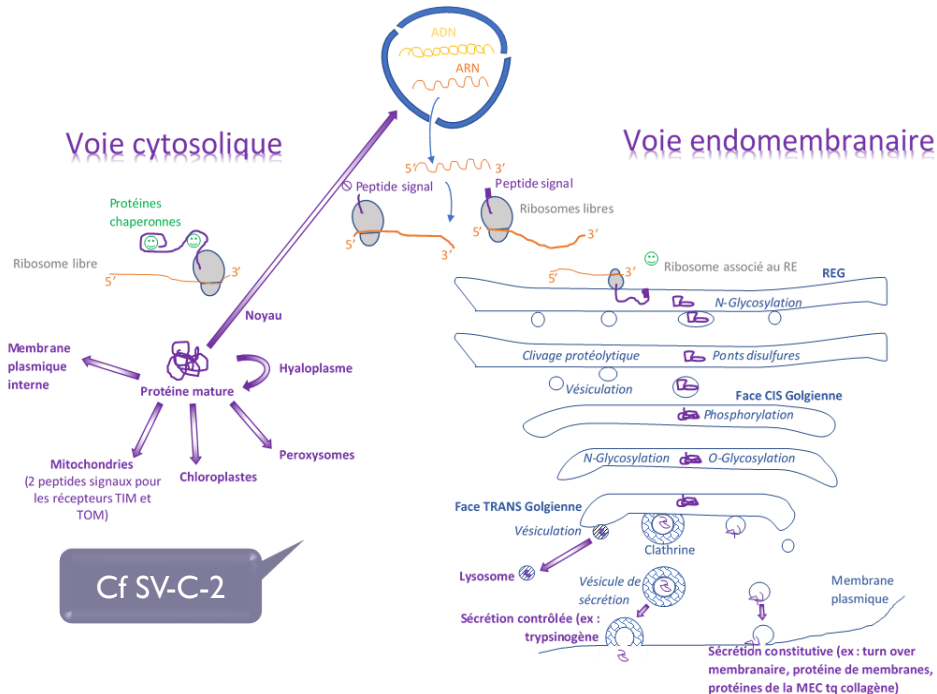 ADN
ARN
Voie cytosolique
Voie endomembranaire
5’
3’
Peptide signal
Peptide signal
Protéines
chaperonnes
Ribosomes libres
5’
3’
5’
3’
Ribosome libre
5’
3’
5’
3’
Ribosome associé au RE
REG
N-Glycosylation
Noyau
Membrane
plasmique
interne
Hyaloplasme
Protéine mature
Clivage protéolytique
Ponts disulfures
Vésiculation
Face CIS Golgienne
Phosphorylation
Mitochondries
(2 peptides signaux pour
les récepteurs TIM et
TOM)
Chloroplastes
Peroxysomes
N-Glycosylation
O-Glycosylation
Face TRANS Golgienne
Vésiculation
Clathrine
Cf SV-C-2
Lysosome
Vésicule de
sécrétion
Membrane
plasmique
Sécrétion contrôlée (ex :
trypsinogène
Sécrétion constitutive (ex : turn over
membranaire, protéine de membranes,
protéines de la MEC tq collagène)